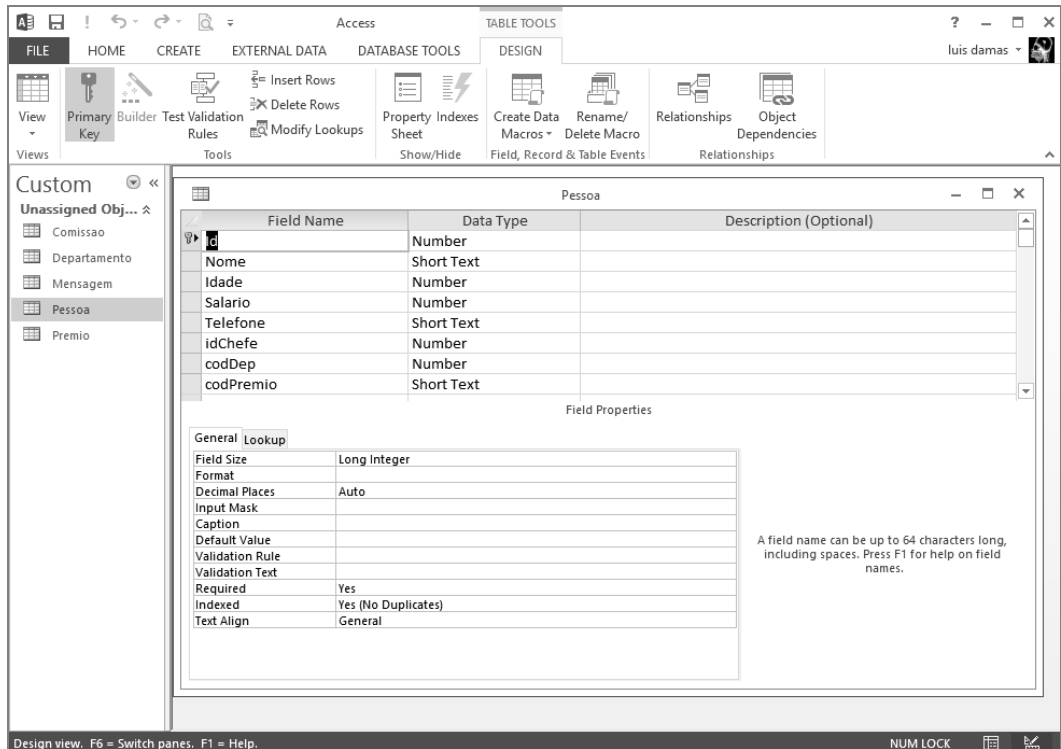 Access
TABLE TOOLS
FILE HOME CREATE EXTERNAL DATA DATABASE TOOLS DESIGN luis damas
View
Primary Key
Builder
Test Validation Rules
Insert Rows
Delete Rows
Modify Lookups
Property Sheet
Indexes
Create Data Macros
Rename/ Delete Macro
Relationships
Object Dependencies
Views Tools Show/Hide Field, Record & Table Events Relationships
Custom
Unassigned Obj...
Comissao
Departamento
Mensagem
Pessoa
Premio
Pessoa
Field Name Data Type Description (Optional)
Id Number
Nome Short Text
Idade Number
Salario Number
Telefone Short Text
idChefe Number
codDep Number
codPremio Short Text
Field Properties
General Lookup
Field Size Long Integer
Format
Decimal Places Auto
Input Mask
Caption
Default Value
Validation Rule
Validation Text
Required Yes
Indexed Yes (No Duplicates)
Text Align General
A field name can be up to 64 characters long,
including spaces. Press F1 for help on field
names.
Design view. F6 = Switch panes. F1 = Help. NUM LOCK